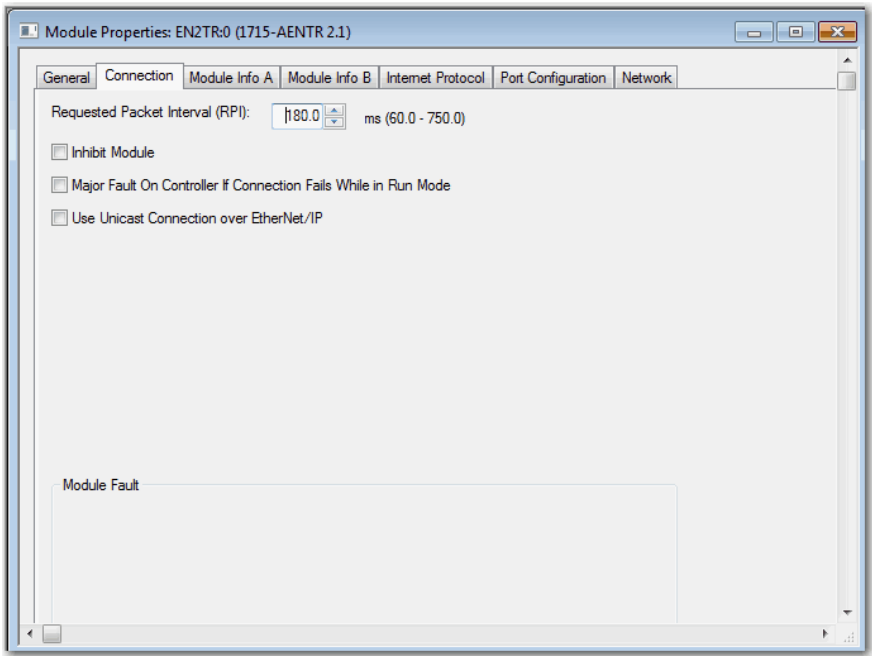 Module Properties: EN2TR:0 (1715-AENTR 2.1)
General Connection Module Info A Module Info B Internet Protocol Port Configuration Network
Requested Packet Interval (RPI): 180.0 ms (60.0 - 750.0)
Inhibit Module
Major Fault On Controller If Connection Fails While in Run Mode
Use Unicast Connection over EtherNet/IP
Module Fault